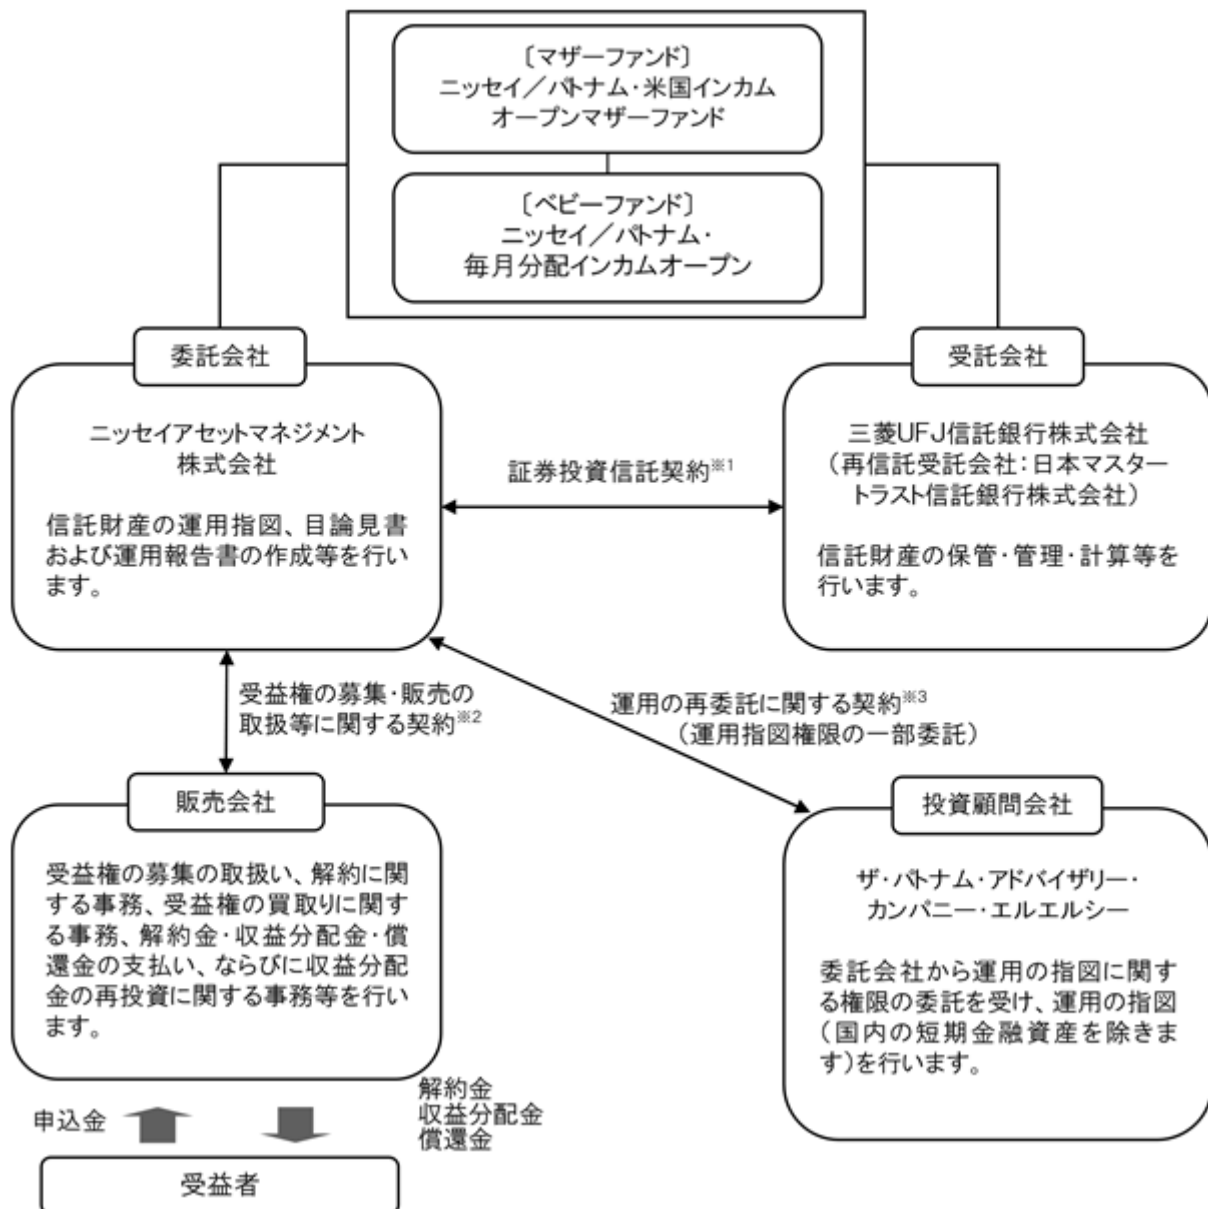 〔マザーファンド〕
ニッセイ／パトナム・米国インカム
オープンマザーファンド
〔ベビーファンド〕
ニッセイ／パトナム・
毎月分配インカムオープン
委託会社
ニッセイアセットマネジメント
株式会社
信託財産の運用指図、目論見書
および運用報告書の作成等を行い
ます。
証券投資信託契約※1
受託会社
三菱UFJ信託銀行株式会社
（再信託受託会社：日本マスター
トラスト信託銀行株式会社）
信託財産の保管・管理・計算等を
行います。
受益権の募集・販売の
取扱等に関する契約※2
運用の再委託に関する契約※3
（運用指図権限の一部委託）
販売会社
受益権の募集の取扱い、解約に関
する事務、受益権の買取りに関す
る事務、解約金・収益分配金・償
還金の支払い、ならびに収益分配
金の再投資に関する事務等を行い
ます。
投資顧問会社
ザ・パトナム・アドバイザリー・
カンパニー・エルエルシー
委託会社から運用の指図に関す
る権限の委託を受け、運用の指図
（国内の短期金融資産を除きま
す）を行います。
申込金
解約金
収益分配金
償還金
受益者